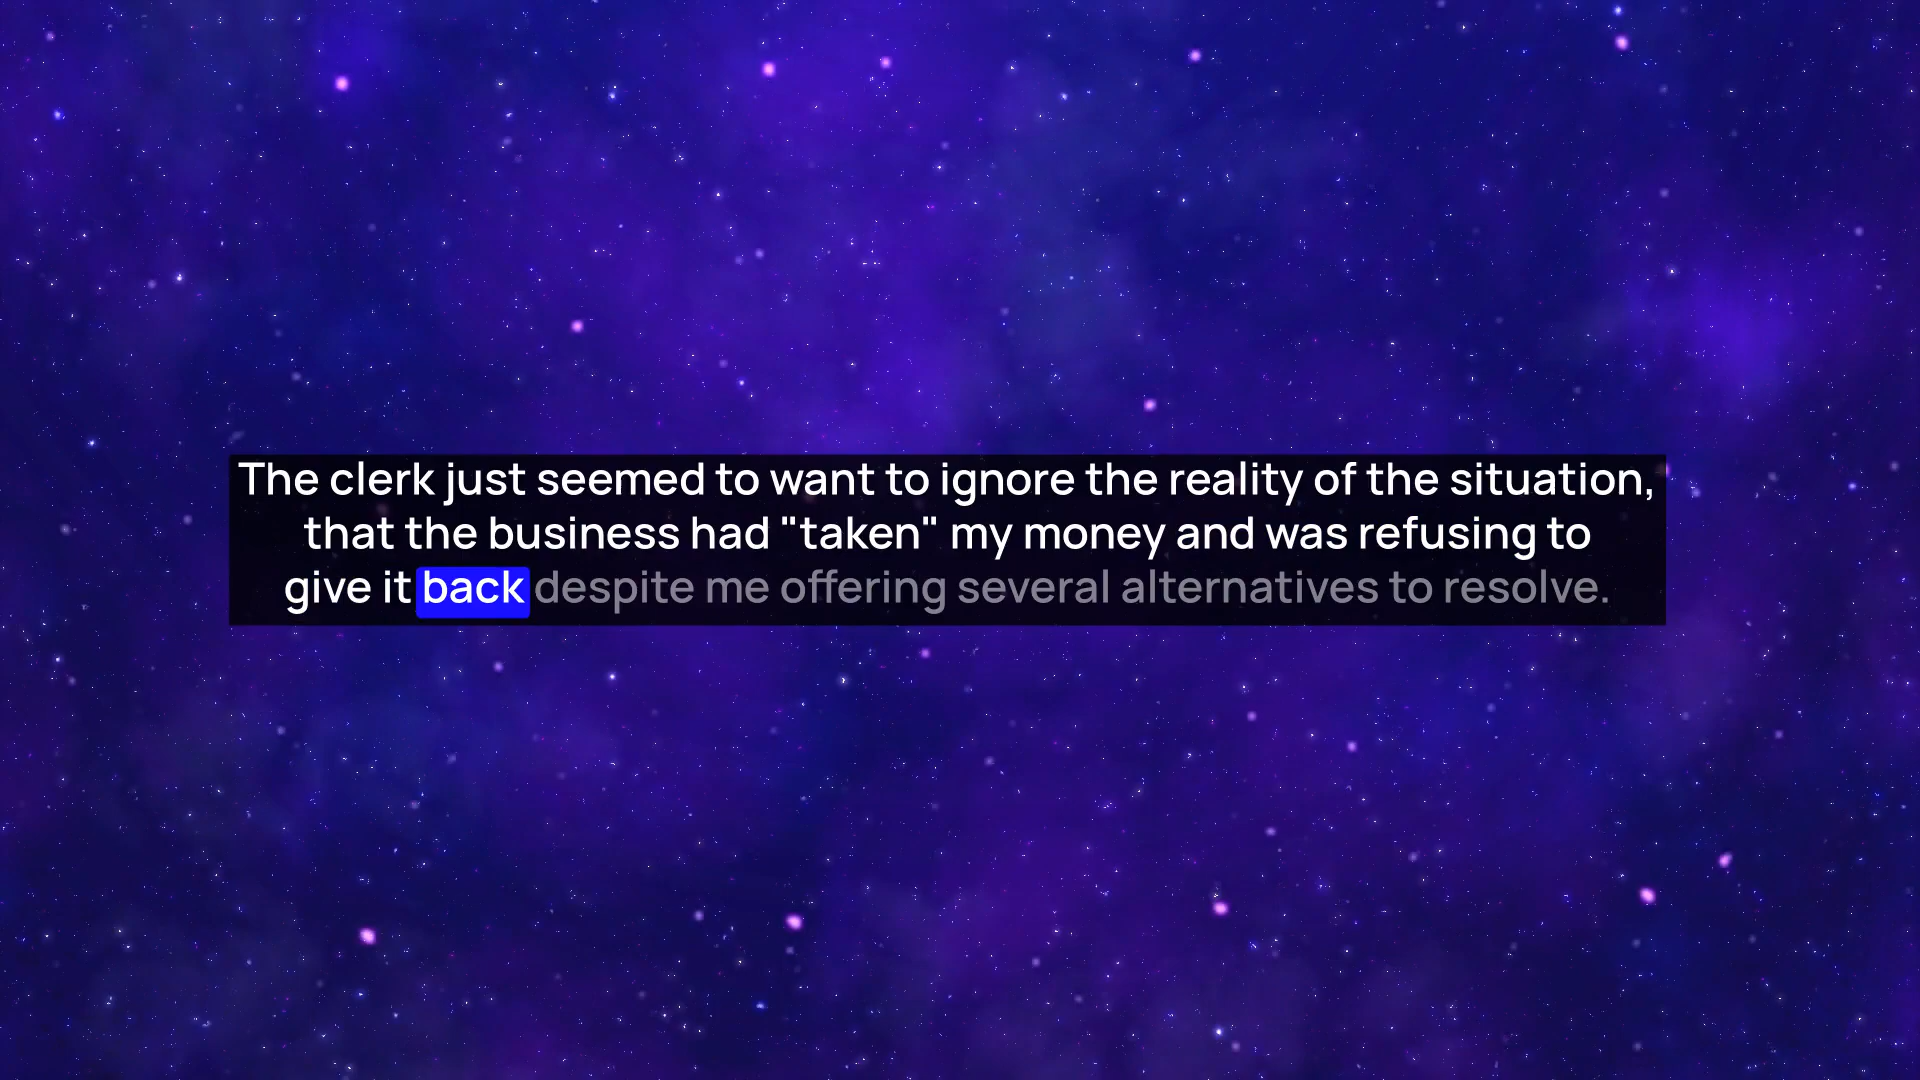 The clerk just seemed to want to ignore the reality of the situation,
that the business had "taken" my money and was refusing to
give it back despite me offering several alternatives to resolve.